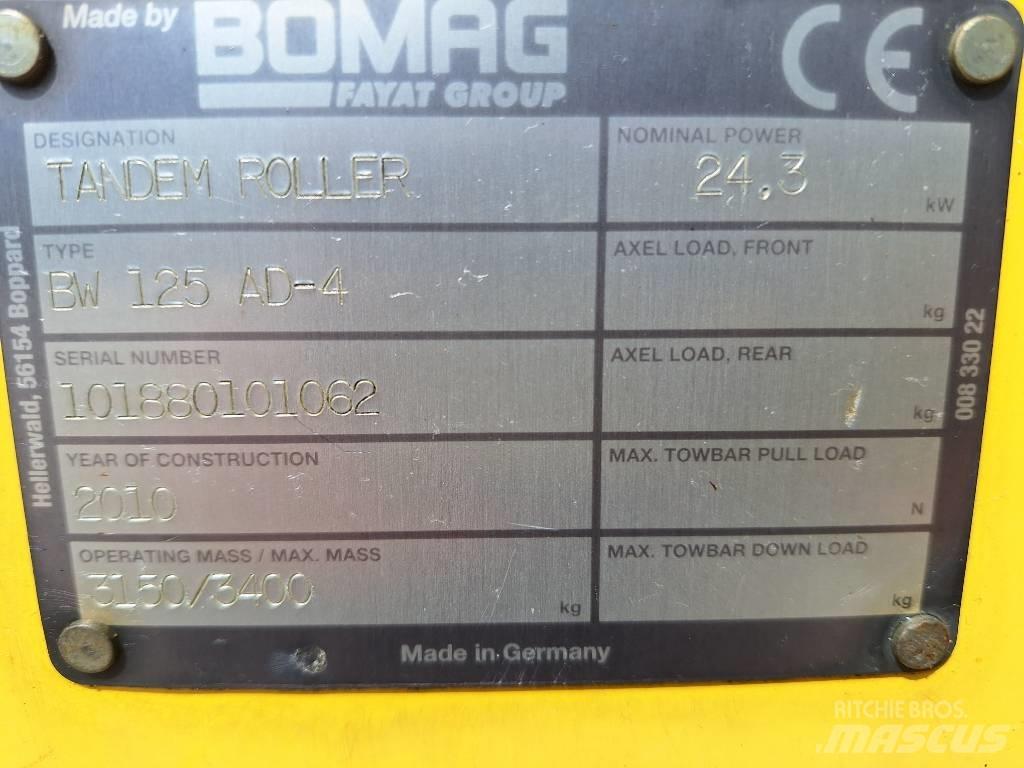 Made by BOMAG
FAYAT GROUP
CE
DESIGNATION
TANDEM ROLLER
NOMINAL POWER
24.3
kW
TYPE
BW 125 AD-4
AXEL LOAD, FRONT
kg
SERIAL NUMBER
101880101062
AXEL LOAD, REAR
kg
YEAR OF CONSTRUCTION
2010
MAX. TOWBAR PULL LOAD
N
OPERATING MASS / MAX. MASS
3150/3400
kg
MAX. TOWBAR DOWN LOAD
kg
Made in Germany
Hellerwald, 56154 Boppard
008 330 22
RITCHIE BROS.
MASCUS